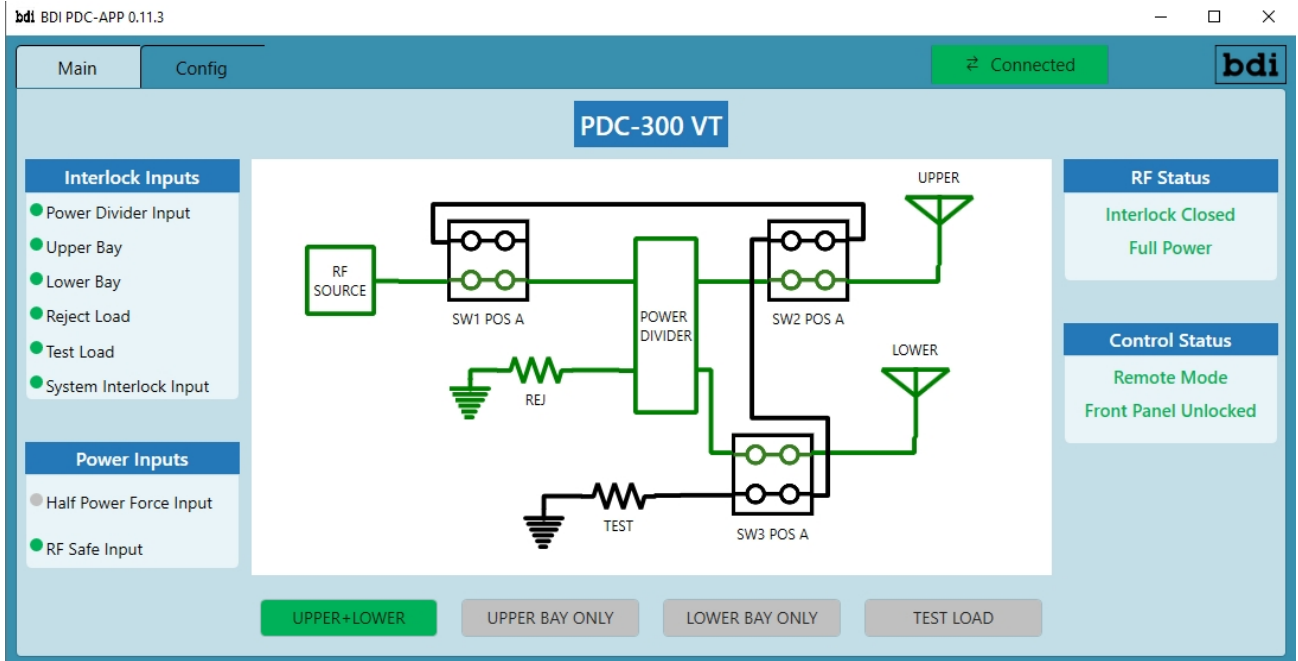 bdi BDI PDC-APP 0.11.3
Main
Config
⇄ Connected
bdi
PDC-300 VT
Interlock Inputs
Power Divider Input
Upper Bay
Lower Bay
Reject Load
Test Load
System Interlock Input
Power Inputs
Half Power Force Input
RF Safe Input
UPPER
RF
SOURCE
SW1 POS A
POWER
DIVIDER
SW2 POS A
LOWER
REJ
TEST
SW3 POS A
RF Status
Interlock Closed
Full Power
Control Status
Remote Mode
Front Panel Unlocked
UPPER+LOWER
UPPER BAY ONLY
LOWER BAY ONLY
TEST LOAD